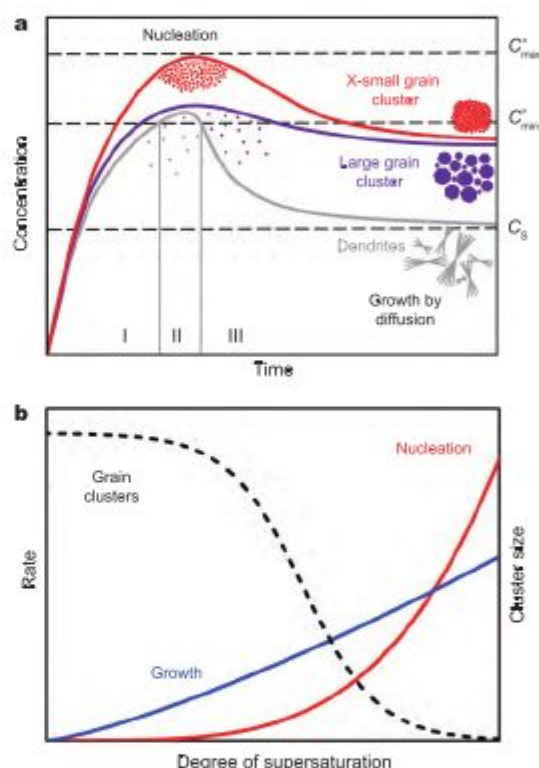 a
Nucleation
C*max
X-small grain
cluster
C*min
Large grain
cluster
Concentration
Cs
Dendrites
Growth by
diffusion
I II III
Time
b
Nucleation
Grain
clusters
Rate
Cluster size
Growth
Degree of supersaturation